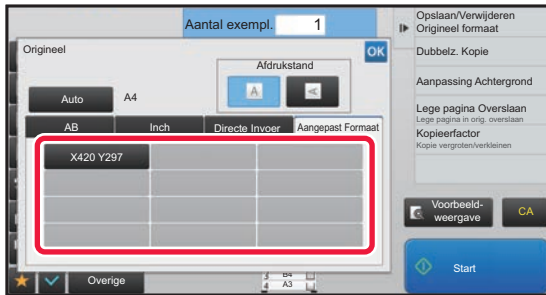 Aantal exempl. 1
Origineel
OK
Afdrukstand
A
A
Auto
A4
AB
Inch
Directe Invoer
Aangepast Formaat
X420 Y297
Overige
3 B4
4 A3
Opslaan/Verwijderen
Origineel formaat
Dubbelz. Kopie
Aanpassing Achtergrond
Lege pagina Overslaan
Lege pagina in orig. overslaan
Kopieerfactor
Kopie vergroten/verkleinen
Voorbeeld-
weergave
CA
Start